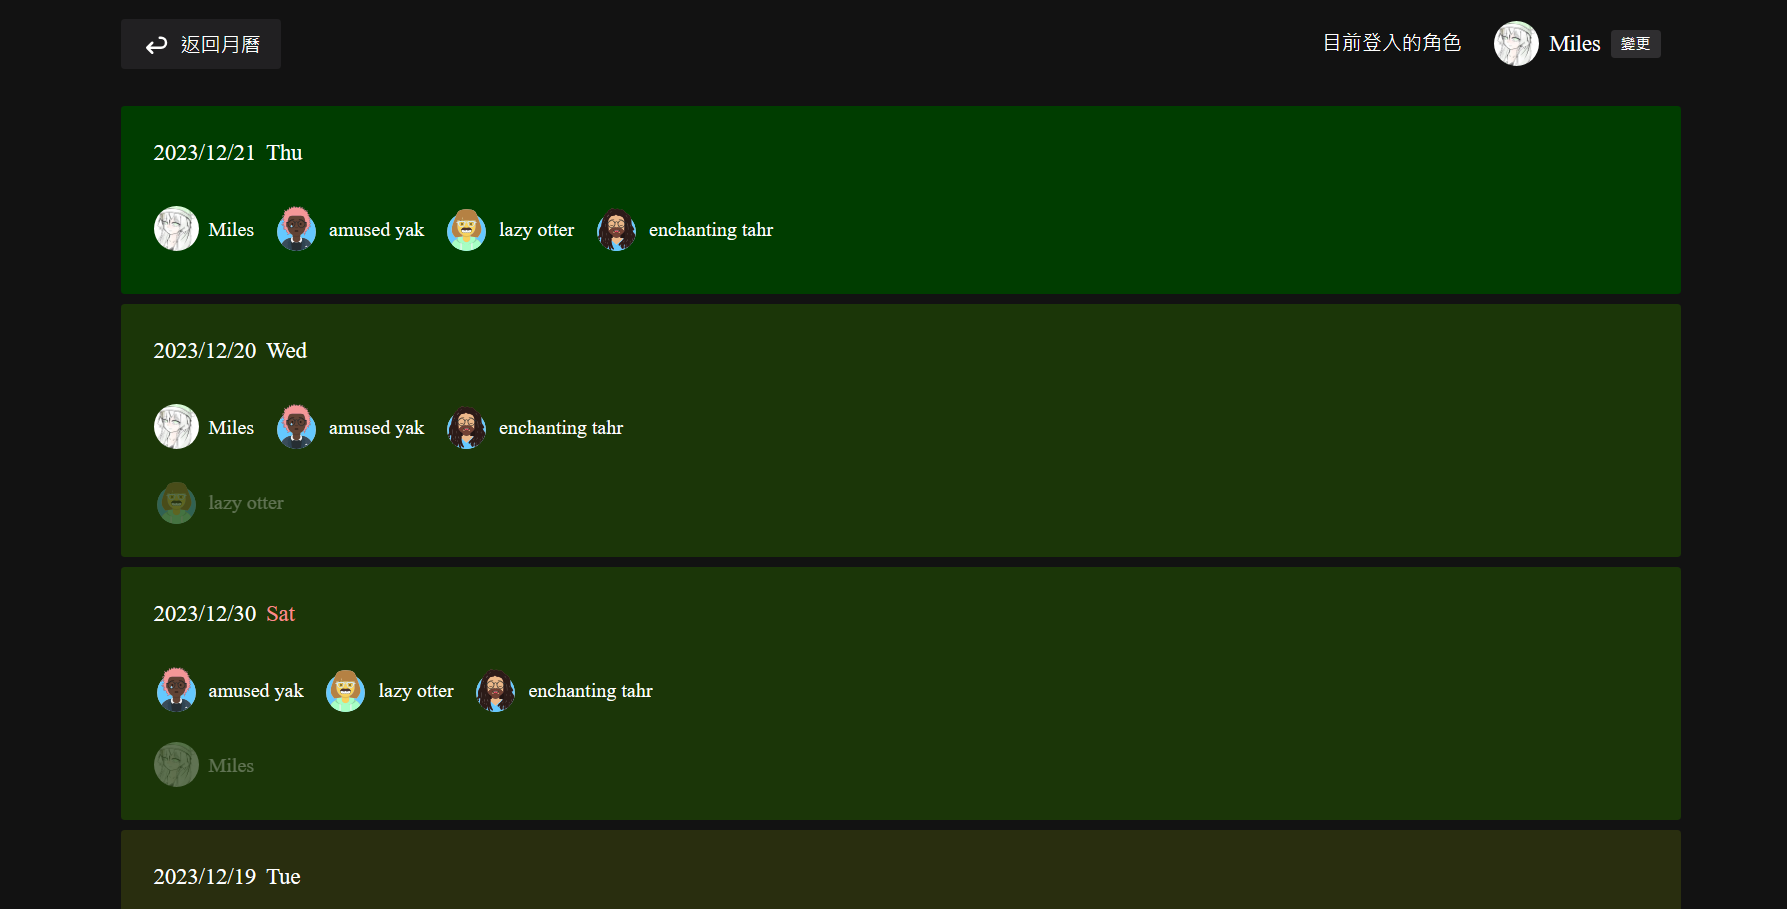 返回月曆
目前登入的角色 Miles 變更
2023/12/21 Thu
Miles amused yak lazy otter enchanting tahr
2023/12/20 Wed
Miles amused yak enchanting tahr
lazy otter
2023/12/30 Sat
amused yak lazy otter enchanting tahr
Miles
2023/12/19 Tue